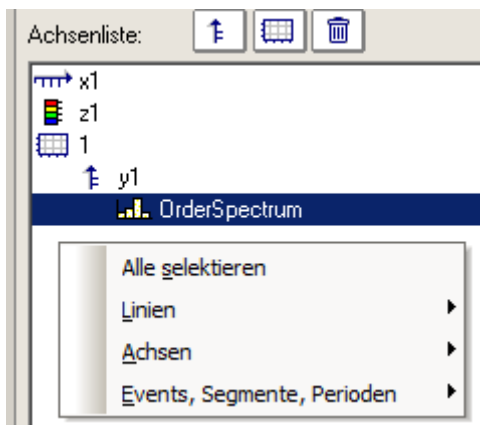 Achsenliste:
x1
z1
1
y1
OrderSpectrum
Alle selektieren
Linien
Achsen
Events, Segmente, Perioden